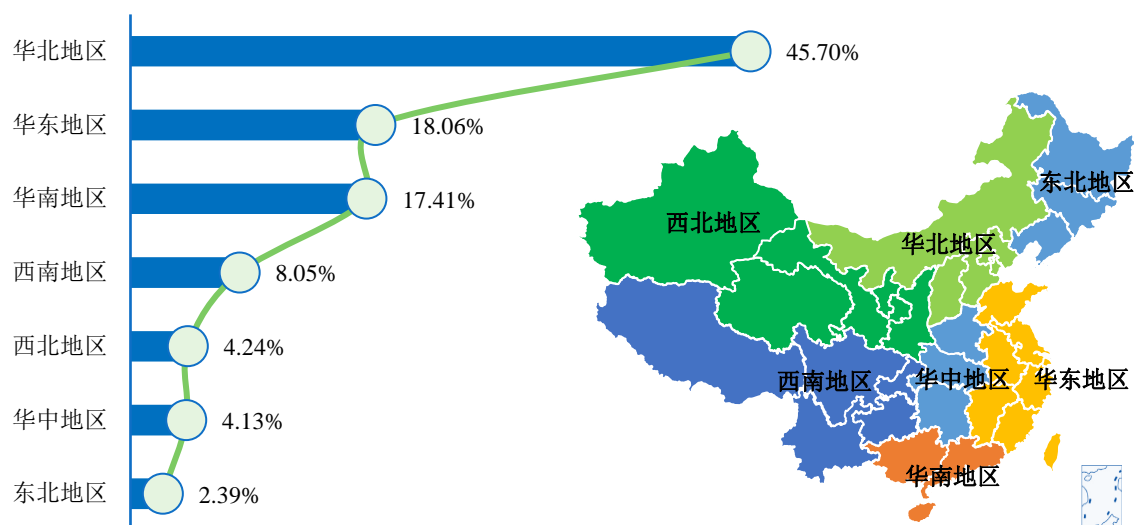 华北地区
45.70%
华东地区
18.06%
华南地区
17.41%
西南地区
8.05%
西北地区
4.24%
华中地区
4.13%
东北地区
2.39%
东北地区
西北地区
华北地区
西南地区
华中地区
华东地区
华南地区